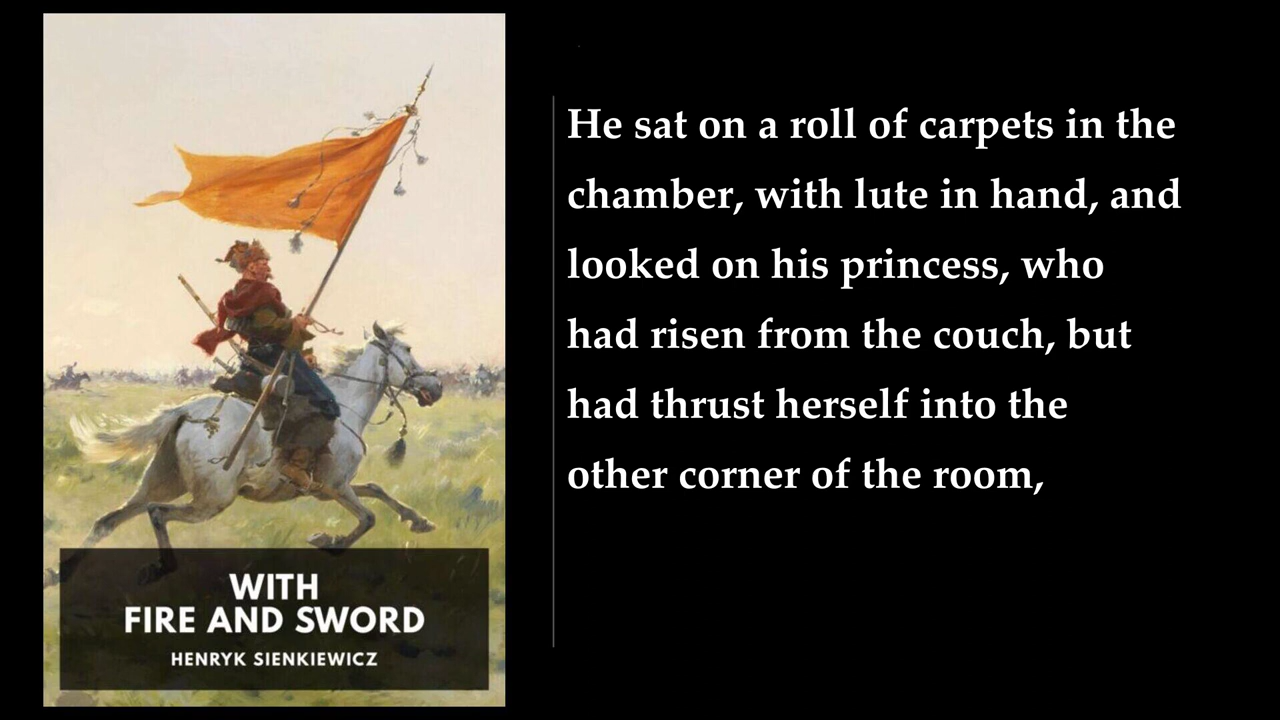 WITH
FIRE AND SWORD
HENRYK SIENKIEWICZ
He sat on a roll of carpets in the
chamber, with lute in hand, and
looked on his princess, who
had risen from the couch, but
had thrust herself into the
other corner of the room,